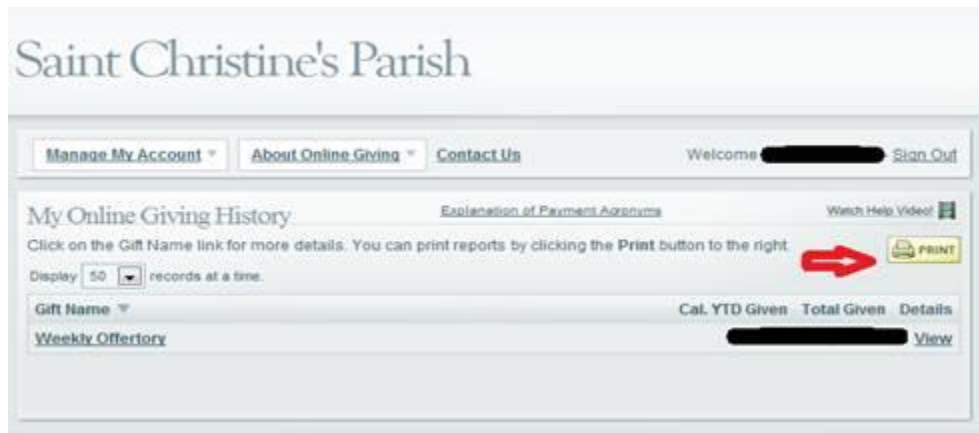 Saint Christine's Parish
Manage My Account About Online Giving Contact Us Welcome Sign Out
My Online Giving History Explanation of Payment Acronyms Watch Help Video!
Click on the Gift Name link for more details. You can print reports by clicking the Print button to the right
PRINT
Display 50 records at a time.
Gift Name Cal. YTD Given Total Given Details
Weekly Offertory View